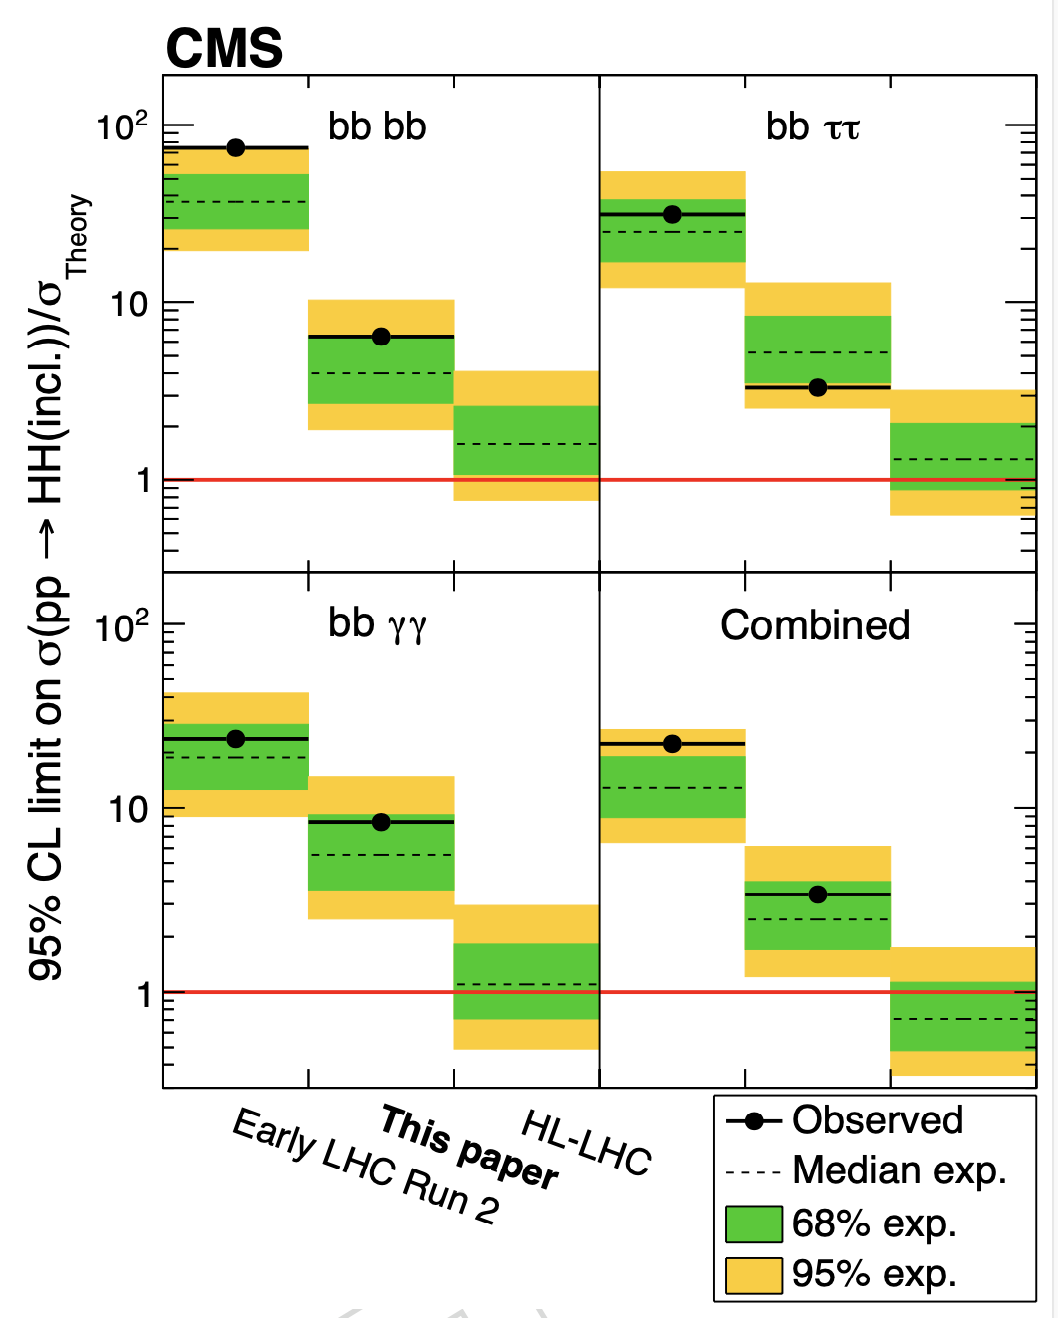 CMS
95% CL limit on σ(pp → HH(incl.))/σ_Theory
bb bb
bb ττ
10²
10
1
bb γγ
Combined
10²
10
1
Early LHC Run 2
This paper
HL-LHC
Observed
Median exp.
68% exp.
95% exp.